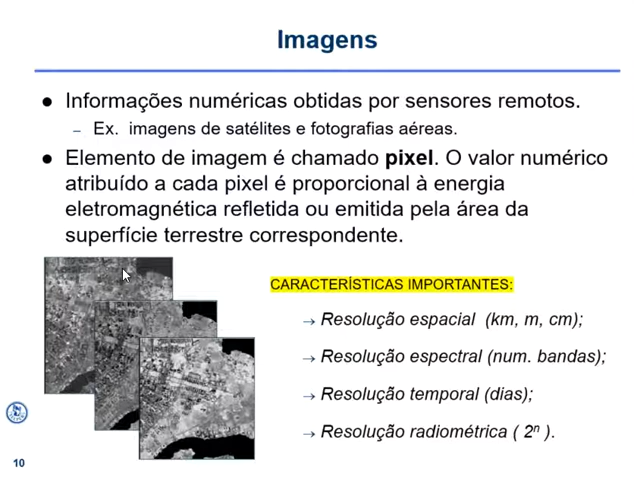 Imagens
● Informações numéricas obtidas por sensores remotos.
– Ex. imagens de satélites e fotografias aéreas.
● Elemento de imagem é chamado pixel. O valor numérico
atribuído a cada pixel é proporcional à energia
eletromagnética refletida ou emitida pela área da
superfície terrestre correspondente.
CARACTERÍSTICAS IMPORTANTES:
→ Resolução espacial (km, m, cm);
→ Resolução espectral (num. bandas);
→ Resolução temporal (dias);
→ Resolução radiométrica ( 2ⁿ ).
10